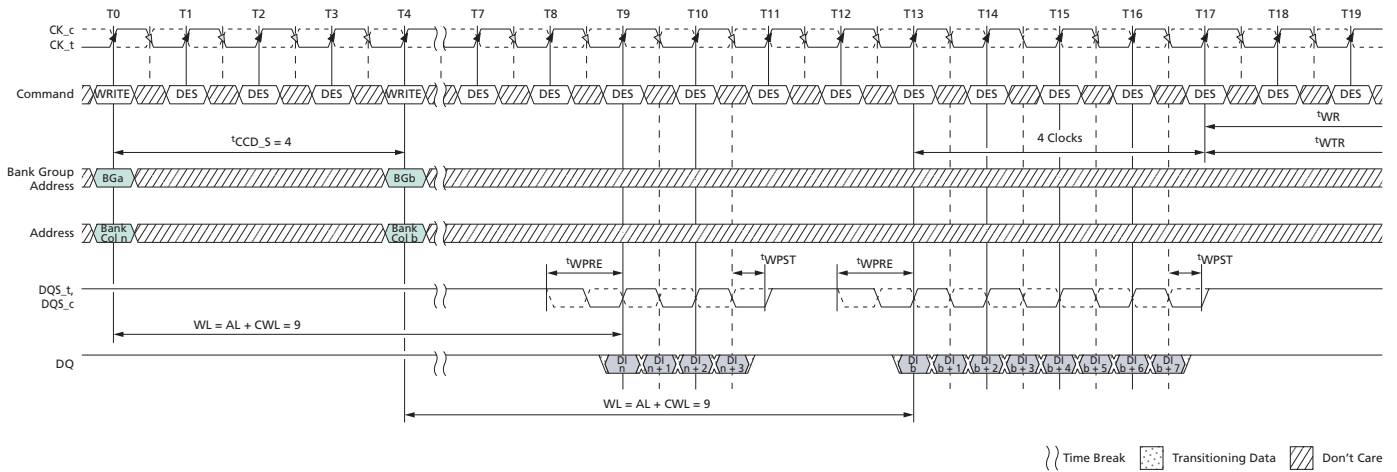 T0 T1 T2 T3 T4 T7 T8 T9 T10 T11 T12 T13 T14 T15 T16 T17 T18 T19
CK_c
CK_t
Command WRITE DES DES DES WRITE DES DES DES DES DES DES DES DES DES DES DES DES DES
tWR
tCCD_S = 4 4 Clocks
tWTR
Bank Group
Address BGa BGb
Address Bank
Col n Bank
Col b
tWPRE tWPST tWPRE tWPST
DQS_t,
DQS_c
WL = AL + CWL = 9
DQ DI
n DI
n + 1 DI
n + 2 DI
n + 3 DI
b DI
b + 1 DI
b + 2 DI
b + 3 DI
b + 4 DI
b + 5 DI
b + 6 DI
b + 7
WL = AL + CWL = 9
Time Break Transitioning Data Don't Care